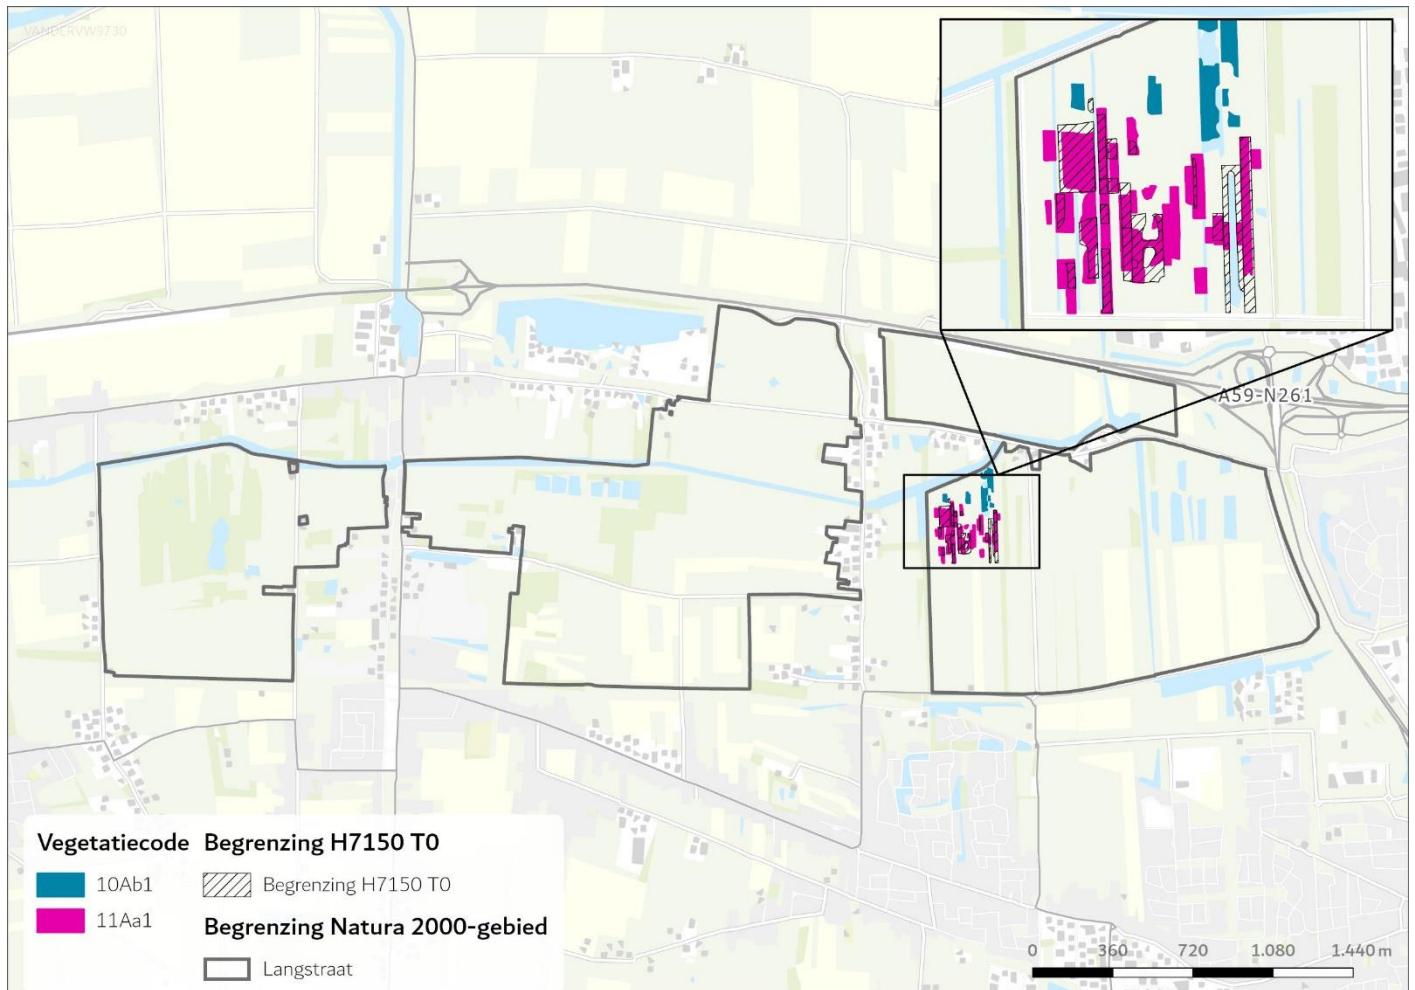 VANDERVW9730
A59-N261
Vegetatiecode
10Ab1
11Aa1
Begrenzing H7150 T0
Begrenzing H7150 T0
Begrenzing Natura 2000-gebied
Langstraat
0 360 720 1.080 1.440 m